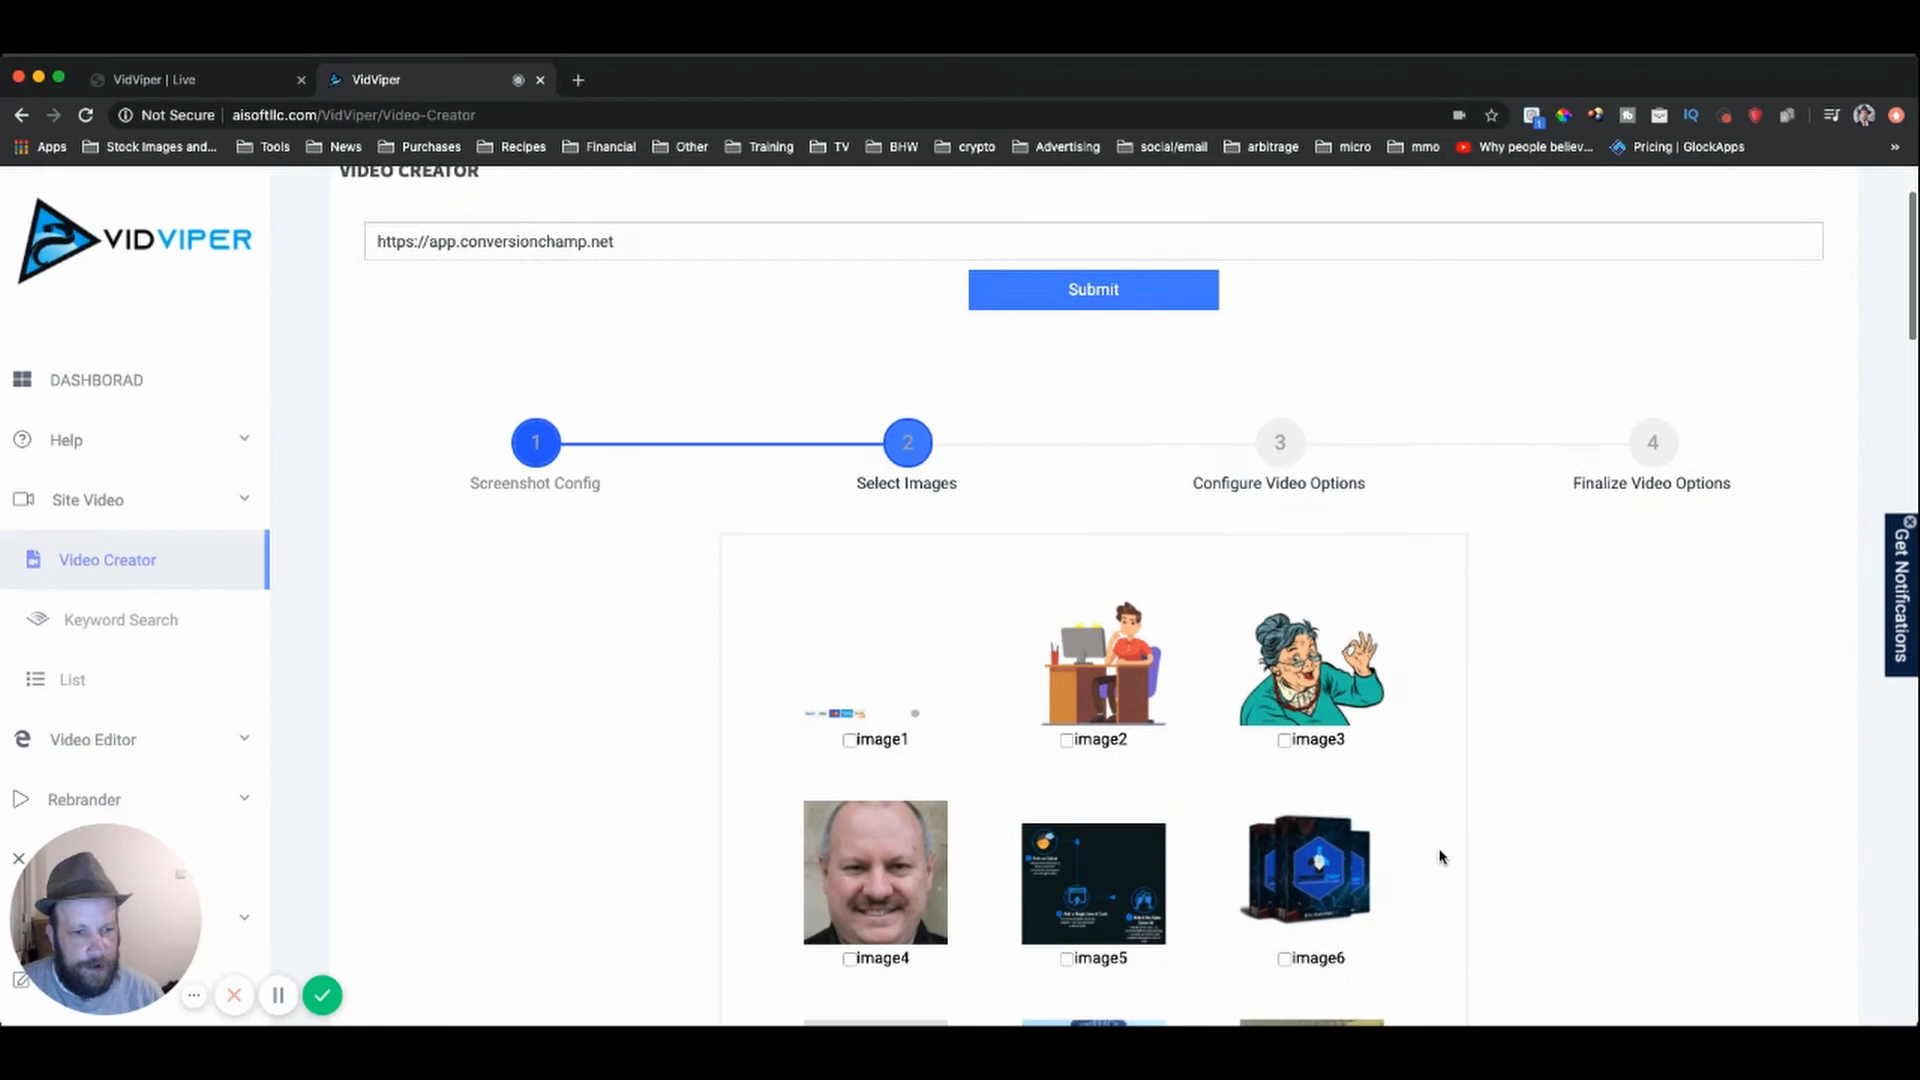 VidViper | Live
VidViper
Not Secure
aisoftllc.com/VidViper/Video-Creator
Apps
Stock Images and...
Tools
News
Purchases
Recipes
Financial
Other
Training
TV
BHW
crypto
Advertising
social/email
arbitrage
micro
mmo
Why people believ...
Pricing | GlockApps
»
VIDVIPER
DASHBORAD
Help
Site Video
Video Creator
Keyword Search
List
Video Editor
Rebrander
VIDEO CREATOR
https://app.conversionchamp.net
Submit
1
2
3
4
Screenshot Config
Select Images
Configure Video Options
Finalize Video Options
image1
image2
image3
image4
image5
image6
Get Notifications